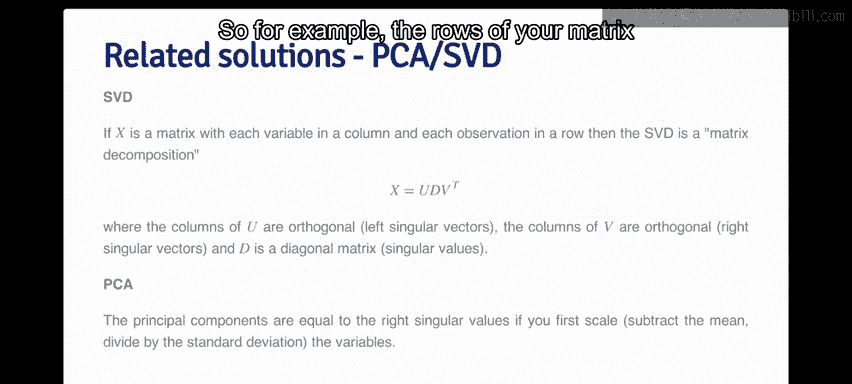 So for example, the rows of your matrix
Related solutions - PCA/SVD
SVD
If X is a matrix with each variable in a column and each observation in a row then the SVD is a "matrix
decomposition"
X = UDV^T
where the columns of U are orthogonal (left singular vectors), the columns of V are orthogonal (right
singular vectors) and D is a diagonal matrix (singular values).
PCA
The principal components are equal to the right singular values if you first scale (subtract the mean,
divide by the standard deviation) the variables.